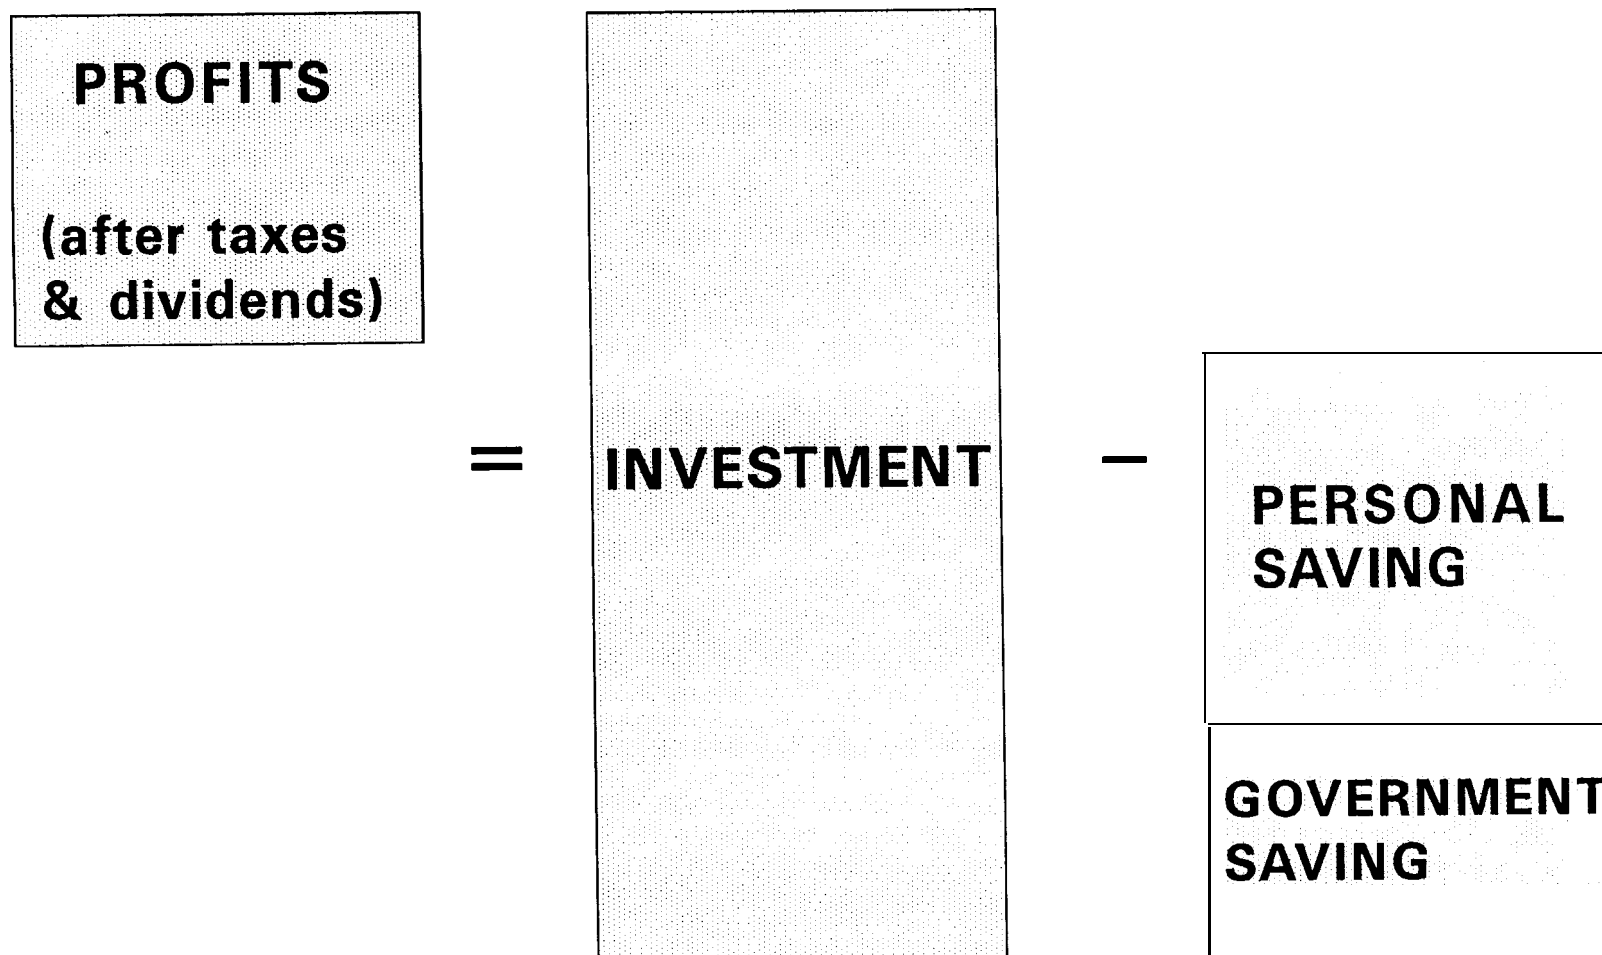 PROFITS
(after taxes
& dividends)
=
INVESTMENT
–
PERSONAL
SAVING
GOVERNMENT
SAVING